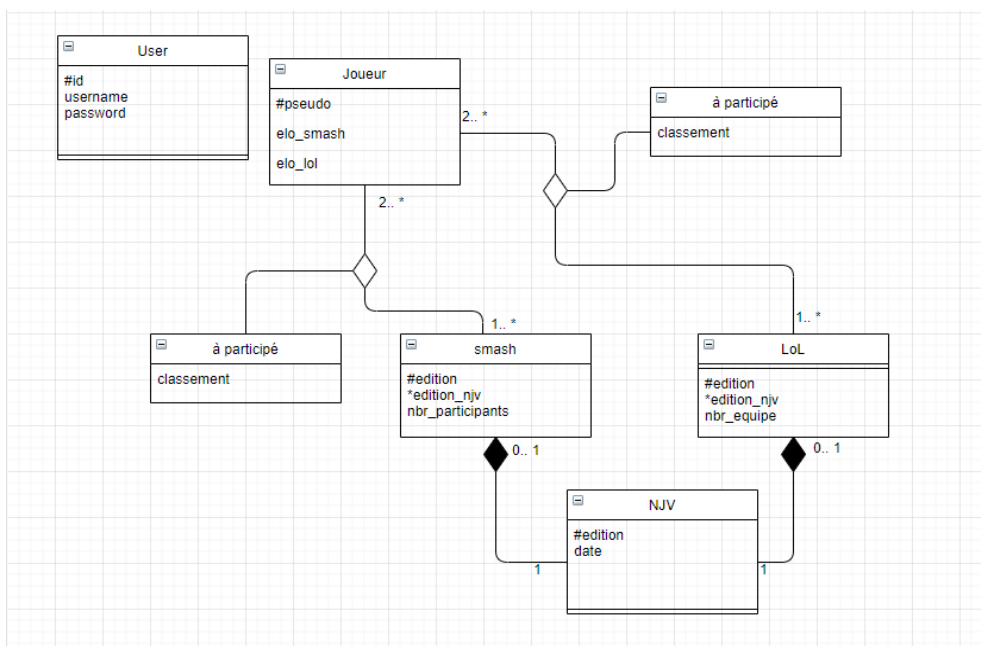 User
#id
username
password
Joueur
#pseudo
elo_smash
elo_lol
2.. *
à participé
classement
2.. *
à participé
classement
1.. *
smash
#edition
*edition_njv
nbr_participants
1.. *
LoL
#edition
*edition_njv
nbr_equipe
0.. 1
0.. 1
NJV
#edition
date
1
1